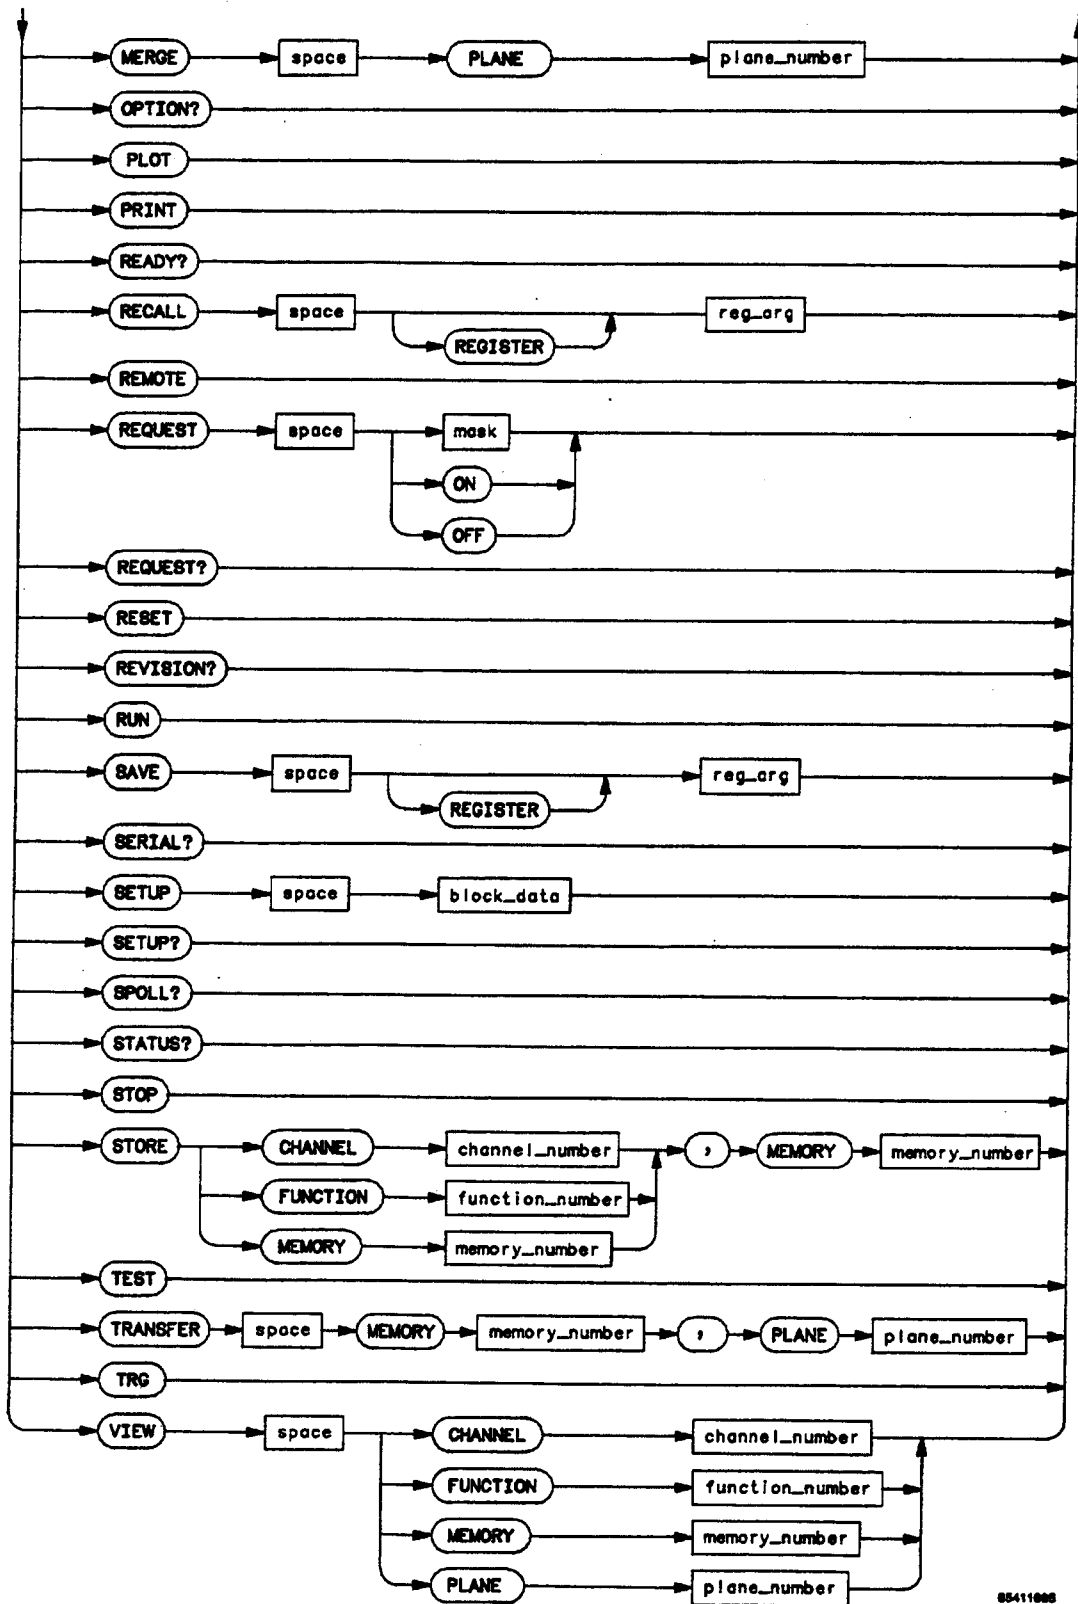 MERGE space PLANE plane_number
OPTION?
PLOT
PRINT
READY?
RECALL space reg_arg
REGISTER
REMOTE
REQUEST space mask
ON
OFF
REQUEST?
RESET
REVISION?
RUN
SAVE space reg_arg
REGISTER
SERIAL?
SETUP space block_data
SETUP?
SPOLL?
STATUS?
STOP
STORE CHANNEL channel_number , MEMORY memory_number
FUNCTION function_number
MEMORY memory_number
TEST
TRANSFER space MEMORY memory_number , PLANE plane_number
TRG
VIEW space CHANNEL channel_number
FUNCTION function_number
MEMORY memory_number
PLANE plane_number